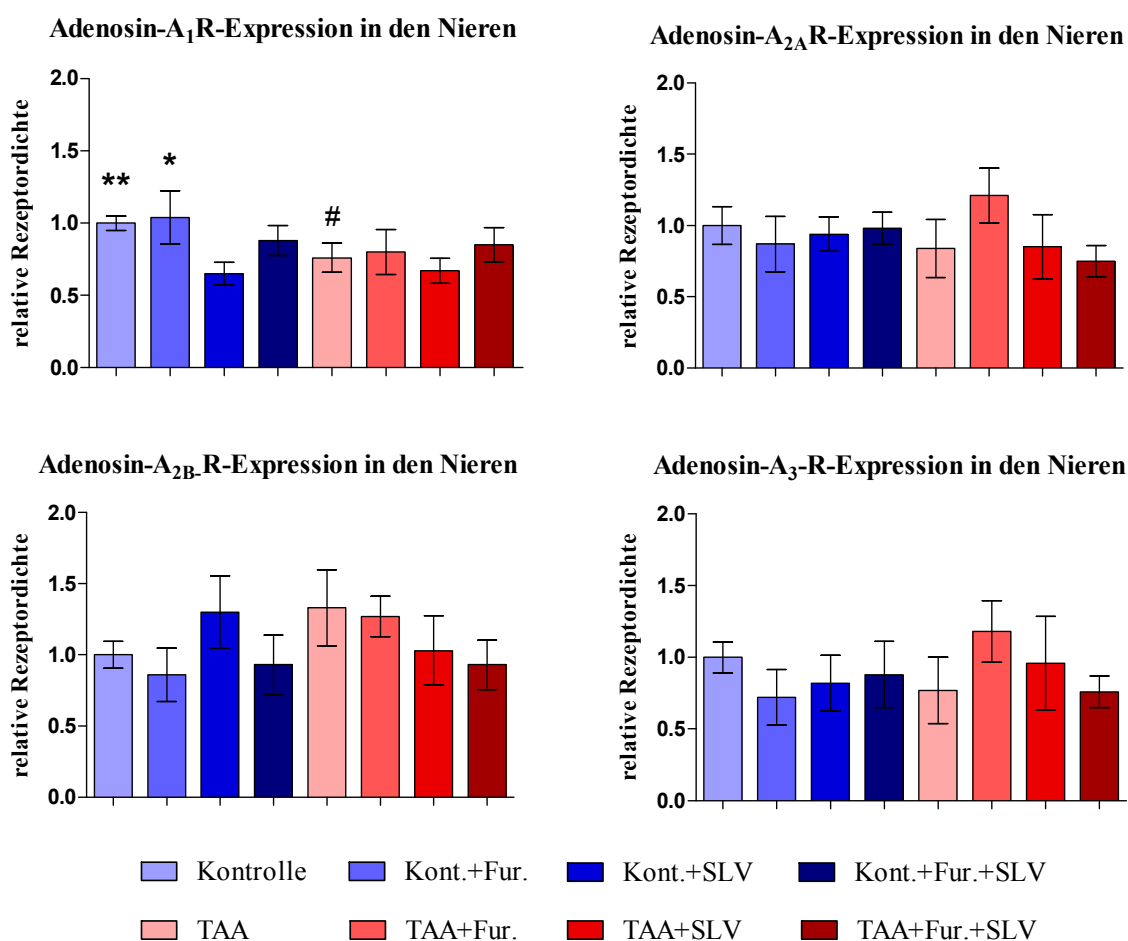 Adenosin-A₁R-Expression in den Nieren
relative Rezeptordichte
2.0
1.5
1.0
0.5
0.0
**
*
#
Adenosin-A₂ₐR-Expression in den Nieren
relative Rezeptordichte
2.0
1.5
1.0
0.5
0.0
Adenosin-A2B-R-Expression in den Nieren
relative Rezeptordichte
2.0
1.5
1.0
0.5
0.0
Adenosin-A₃-R-Expression in den Nieren
relative Rezeptordichte
2.0
1.5
1.0
0.5
0.0
Kontrolle Kont.+Fur. Kont.+SLV Kont.+Fur.+SLV
TAA TAA+Fur. TAA+SLV TAA+Fur.+SLV